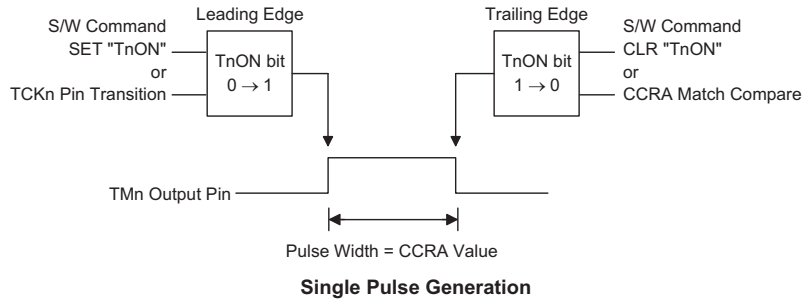 Leading Edge
S/W Command
SET "TnON"
or
TCKn Pin Transition
TnON bit
0 → 1
Trailing Edge
TnON bit
1 → 0
S/W Command
CLR "TnON"
or
CCRA Match Compare
TMn Output Pin
Pulse Width = CCRA Value
Single Pulse Generation